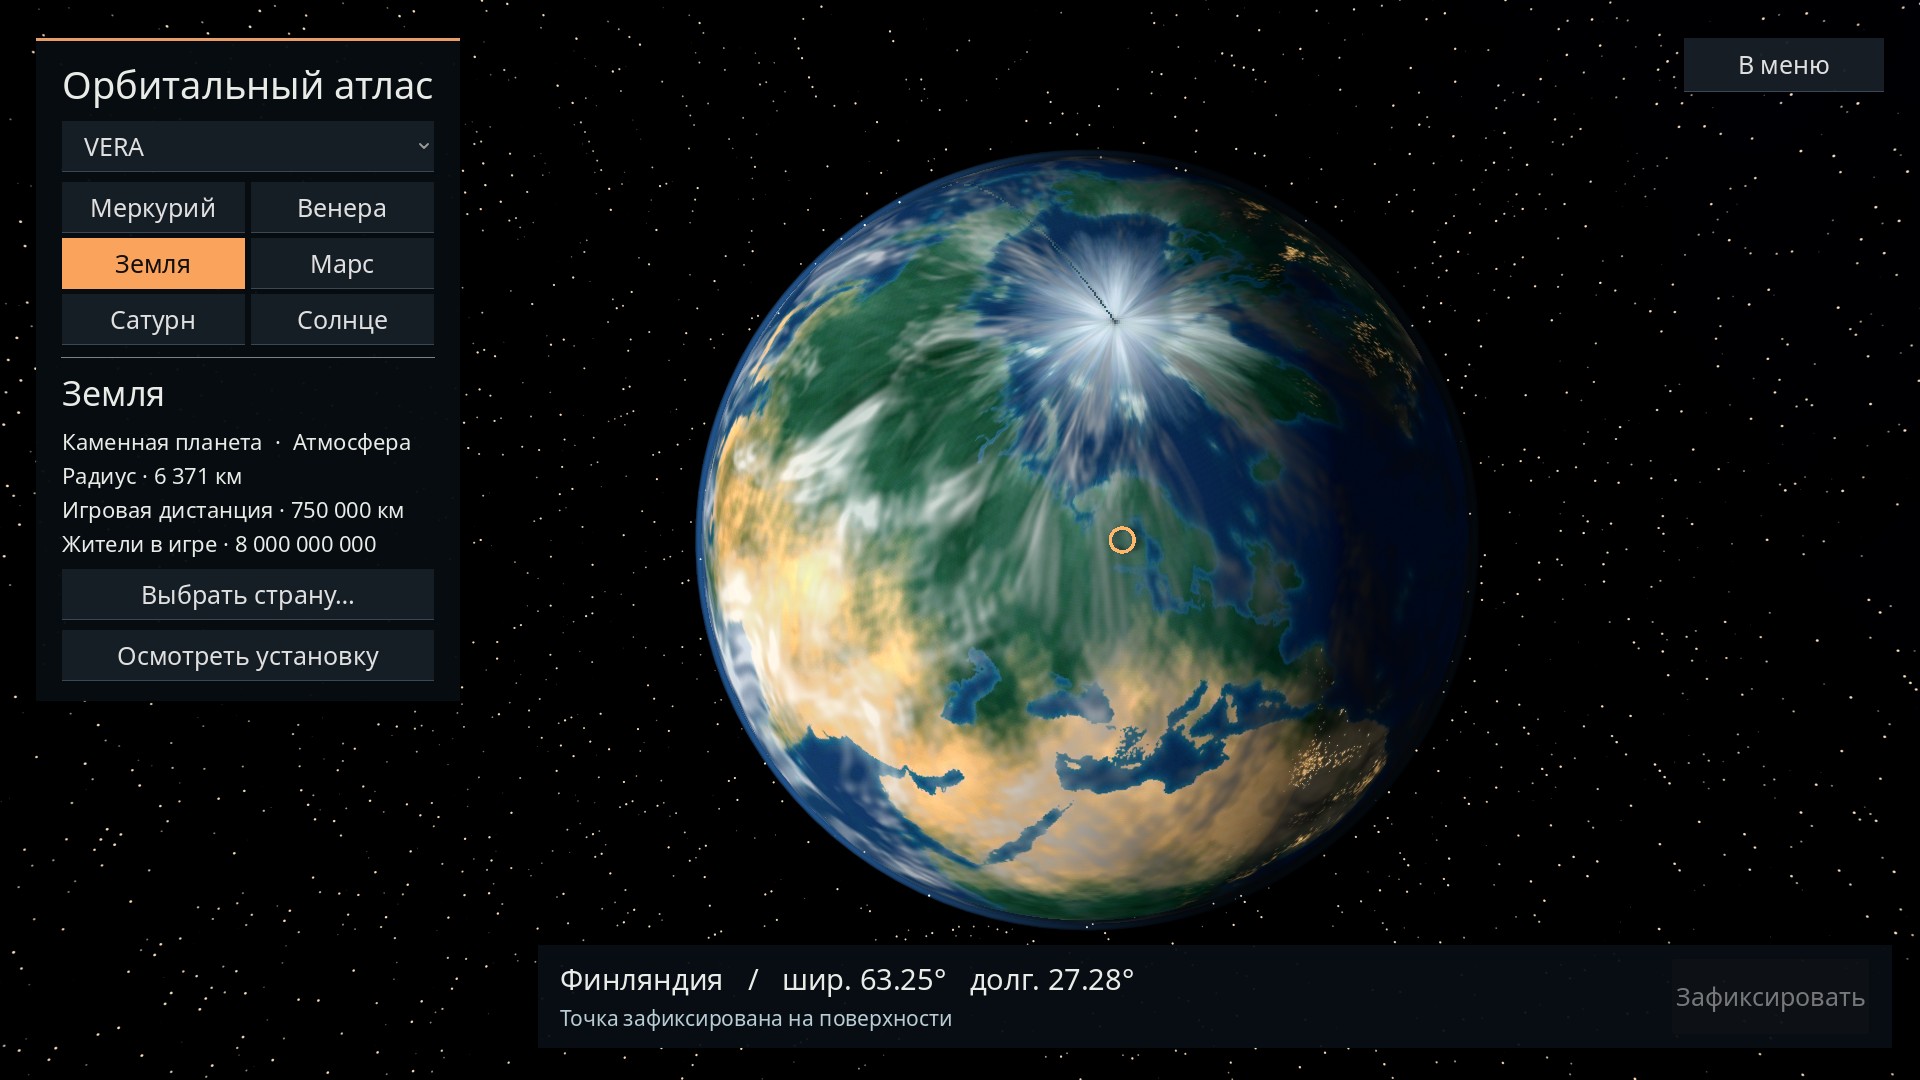 Орбитальный атлас
VERA
Меркурий
Венера
Земля
Марс
Сатурн
Солнце
Земля
Каменная планета · Атмосфера
Радиус · 6 371 км
Игровая дистанция · 750 000 км
Жители в игре · 8 000 000 000
Выбрать страну...
Осмотреть установку
В меню
Финляндия / шир. 63.25° долг. 27.28°
Точка зафиксирована на поверхности
Зафиксировать